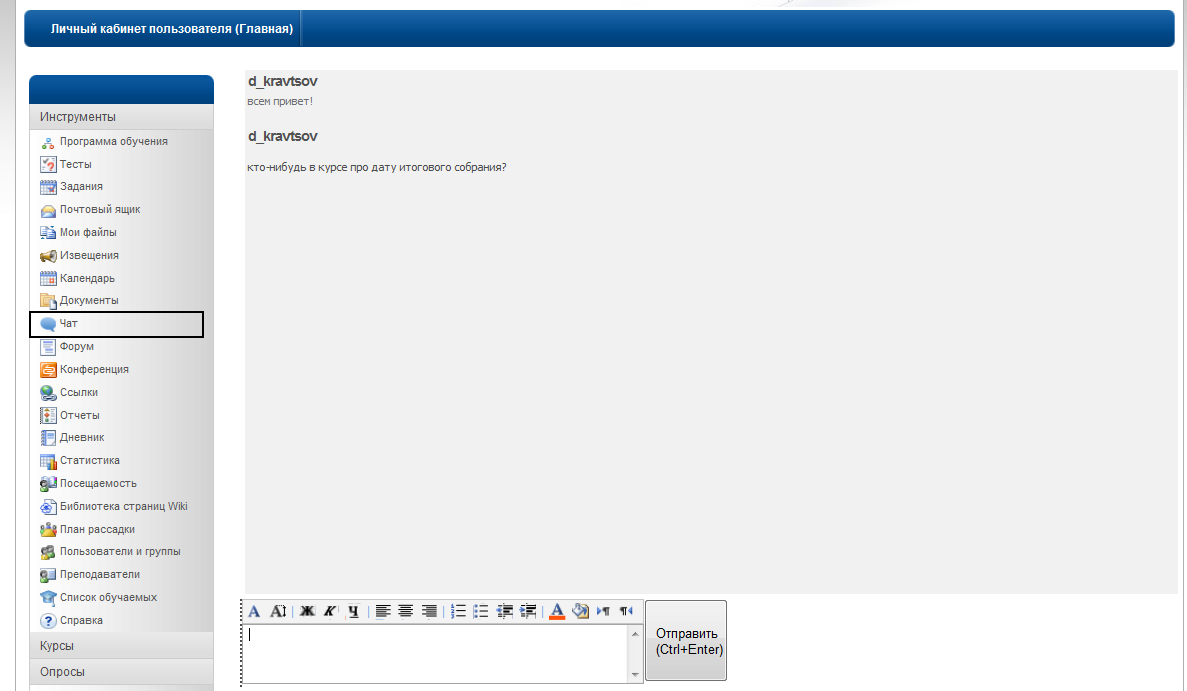 Личный кабинет пользователя (Главная)
Инструменты
Программа обучения
Тесты
Задания
Почтовый ящик
Мои файлы
Извещения
Календарь
Документы
Чат
Форум
Конференция
Ссылки
Отчеты
Дневник
Статистика
Посещаемость
Библиотека страниц Wiki
План рассадки
Пользователи и группы
Преподаватели
Список обучаемых
Справка
Курсы
Опросы
d_kravtsov
всем привет!
d_kravtsov
кто-нибудь в курсе про дату итогового собрания?
Ж К Ч
Отправить
(Ctrl+Enter)